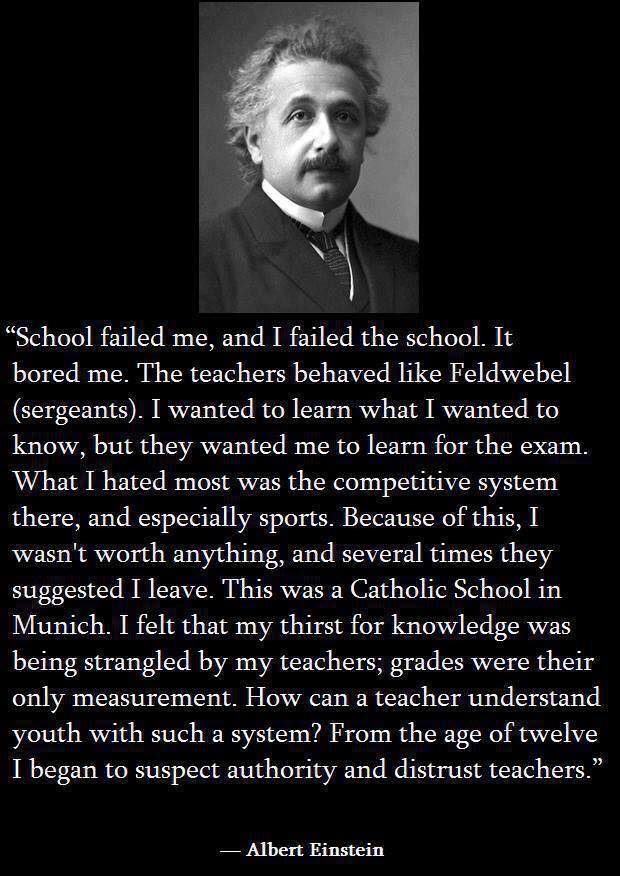 “School failed me, and I failed the school. It
bored me. The teachers behaved like Feldwebel
(sergeants). I wanted to learn what I wanted to
know, but they wanted me to learn for the exam.
What I hated most was the competitive system
there, and especially sports. Because of this, I
wasn't worth anything, and several times they
suggested I leave. This was a Catholic School in
Munich. I felt that my thirst for knowledge was
being strangled by my teachers; grades were their
only measurement. How can a teacher understand
youth with such a system? From the age of twelve
I began to suspect authority and distrust teachers.”
— Albert Einstein